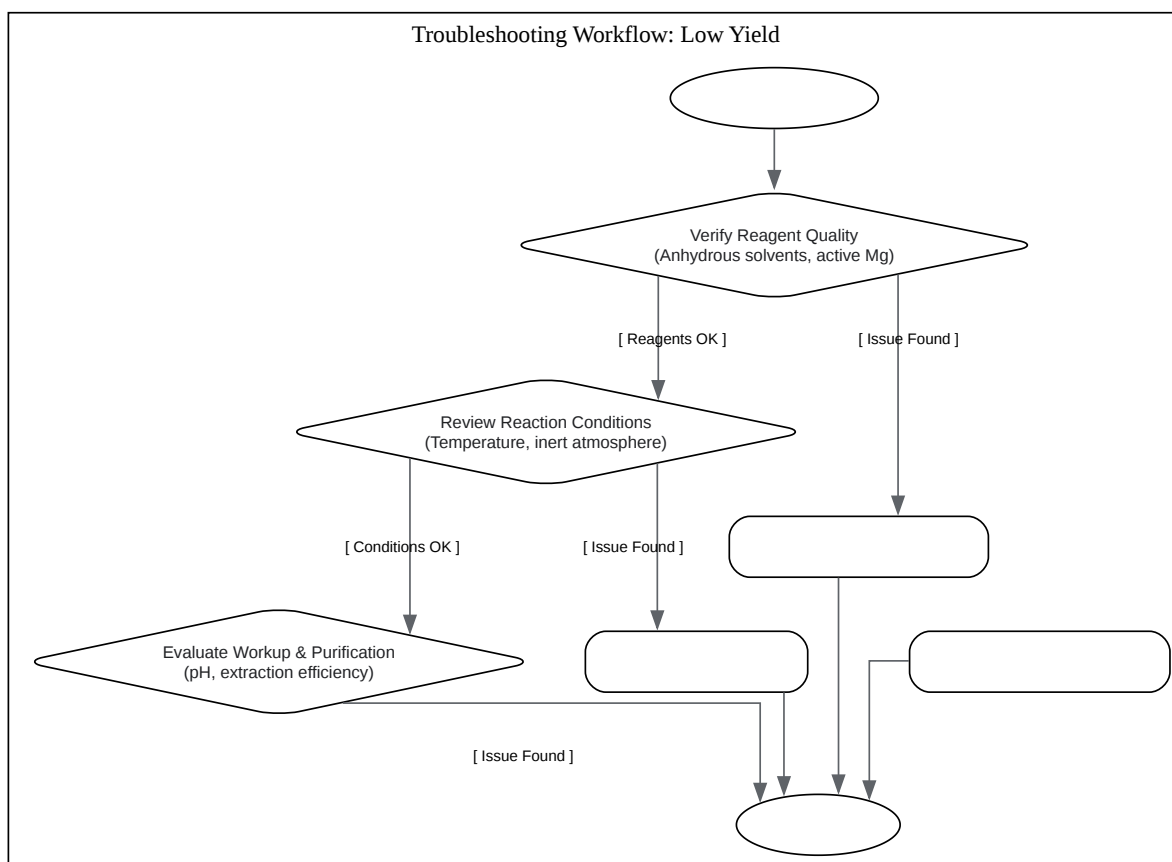 Troubleshooting Workflow: Low Yield
Verify Reagent Quality
(Anhydrous solvents, active Mg)
[ Reagents OK ]
[ Issue Found ]
Review Reaction Conditions
(Temperature, inert atmosphere)
[ Conditions OK ]
[ Issue Found ]
Evaluate Workup & Purification
(pH, extraction efficiency)
[ Issue Found ]